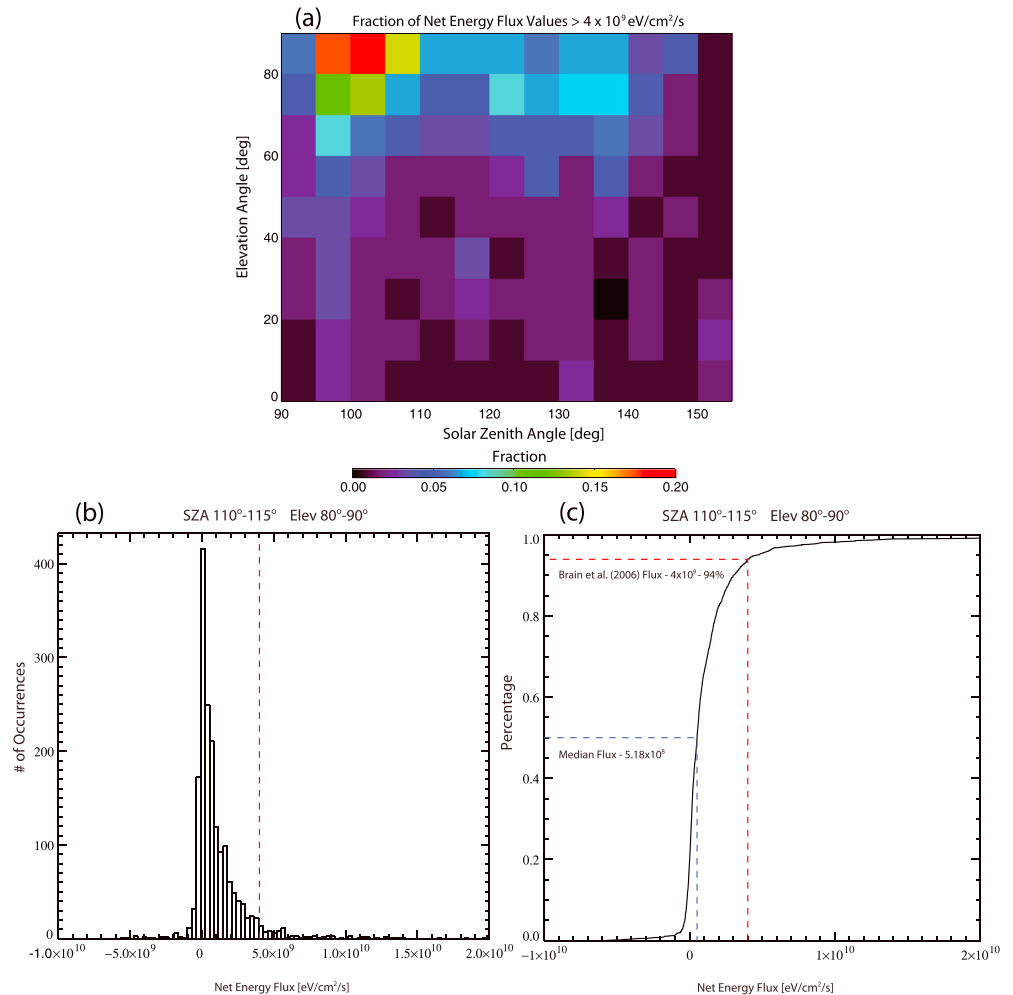 (a)
Fraction of Net Energy Flux Values > 4 x 10⁹ eV/cm²/s
Elevation Angle [deg]
80
60
40
20
0
90 100 110 120 130 140 150
Solar Zenith Angle [deg]
Fraction
0.00 0.05 0.10 0.15 0.20
(b)
SZA 110°-115° Elev 80°-90°
# of Occurrences
400
300
200
100
0
-1.0×10¹⁰ -5.0×10⁹ 0 5.0×10⁹ 1.0×10¹⁰ 1.5×10¹⁰ 2.0×10¹⁰
Net Energy Flux [eV/cm²/s]
(c)
SZA 110°-115° Elev 80°-90°
Percentage
1.0
0.8
0.6
0.4
0.2
0.0
Brain et al. (2006) Flux - 4x10⁹ - 94%
Median Flux - 5.18x10⁸
−1×10¹⁰ 0 1×10¹⁰ 2×10¹⁰
Net Energy Flux [eV/cm²/s]